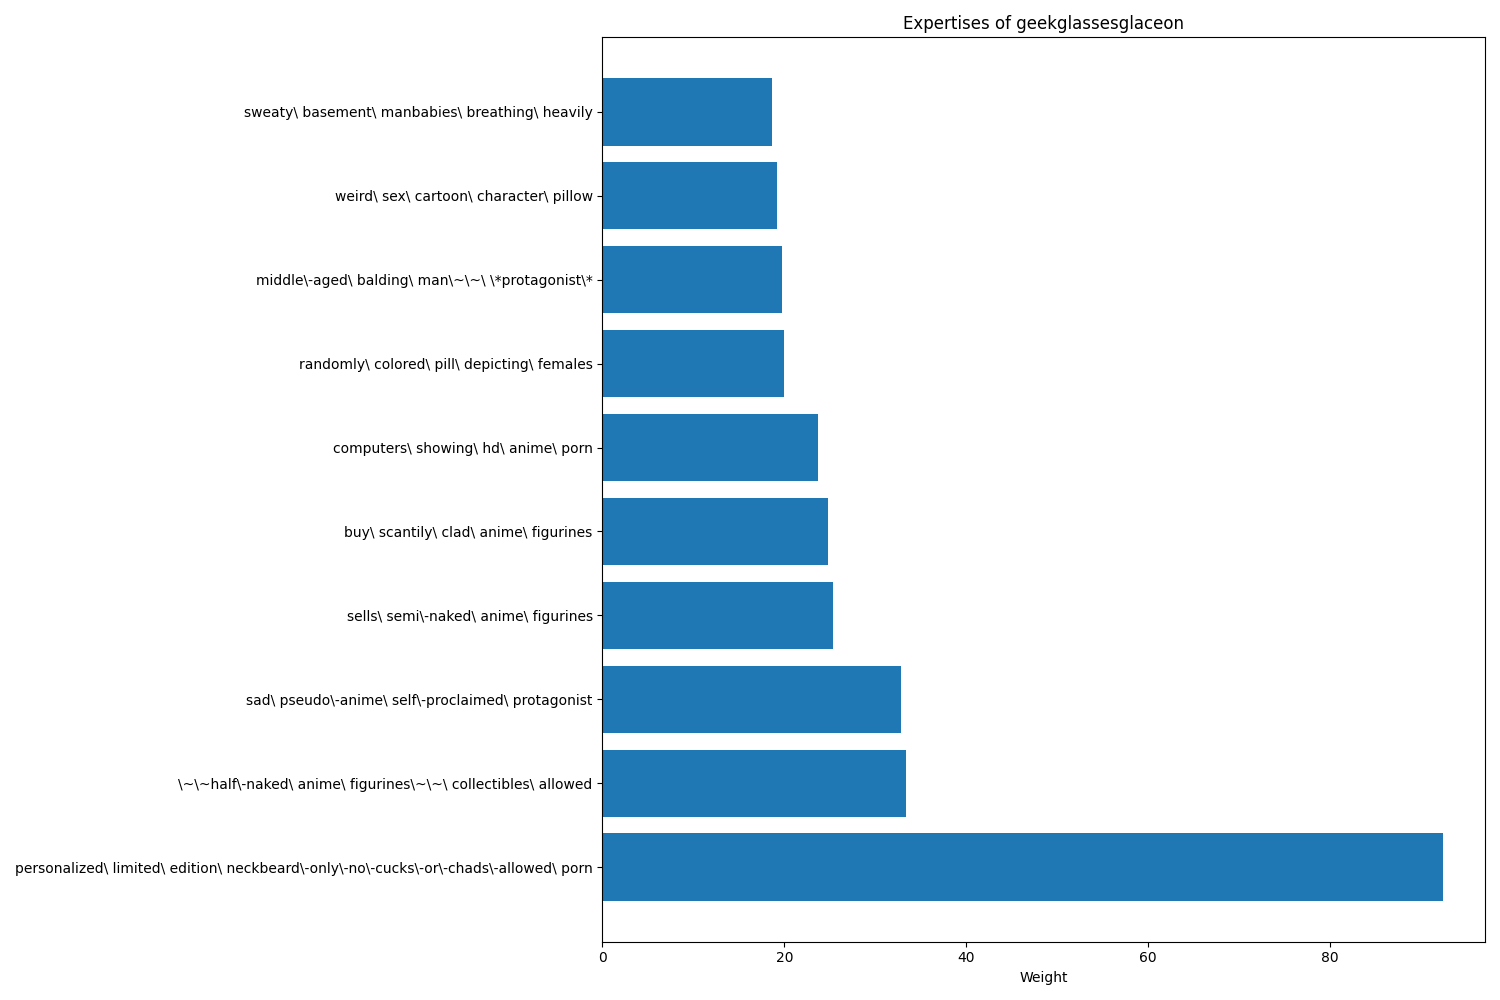 Expertises of geekglassesglaceon
sweaty\ basement\ manbabies\ breathing\ heavily
weird\ sex\ cartoon\ character\ pillow
middle\-aged\ balding\ man\~\~\ \*protagonist\*
randomly\ colored\ pill\ depicting\ females
computers\ showing\ hd\ anime\ porn
buy\ scantily\ clad\ anime\ figurines
sells\ semi\-naked\ anime\ figurines
sad\ pseudo\-anime\ self\-proclaimed\ protagonist
\~\~half\-naked\ anime\ figurines\~\~\ collectibles\ allowed
personalized\ limited\ edition\ neckbeard\-only\-no\-cucks\-or\-chads\-allowed\ porn
0 20 40 60 80
Weight